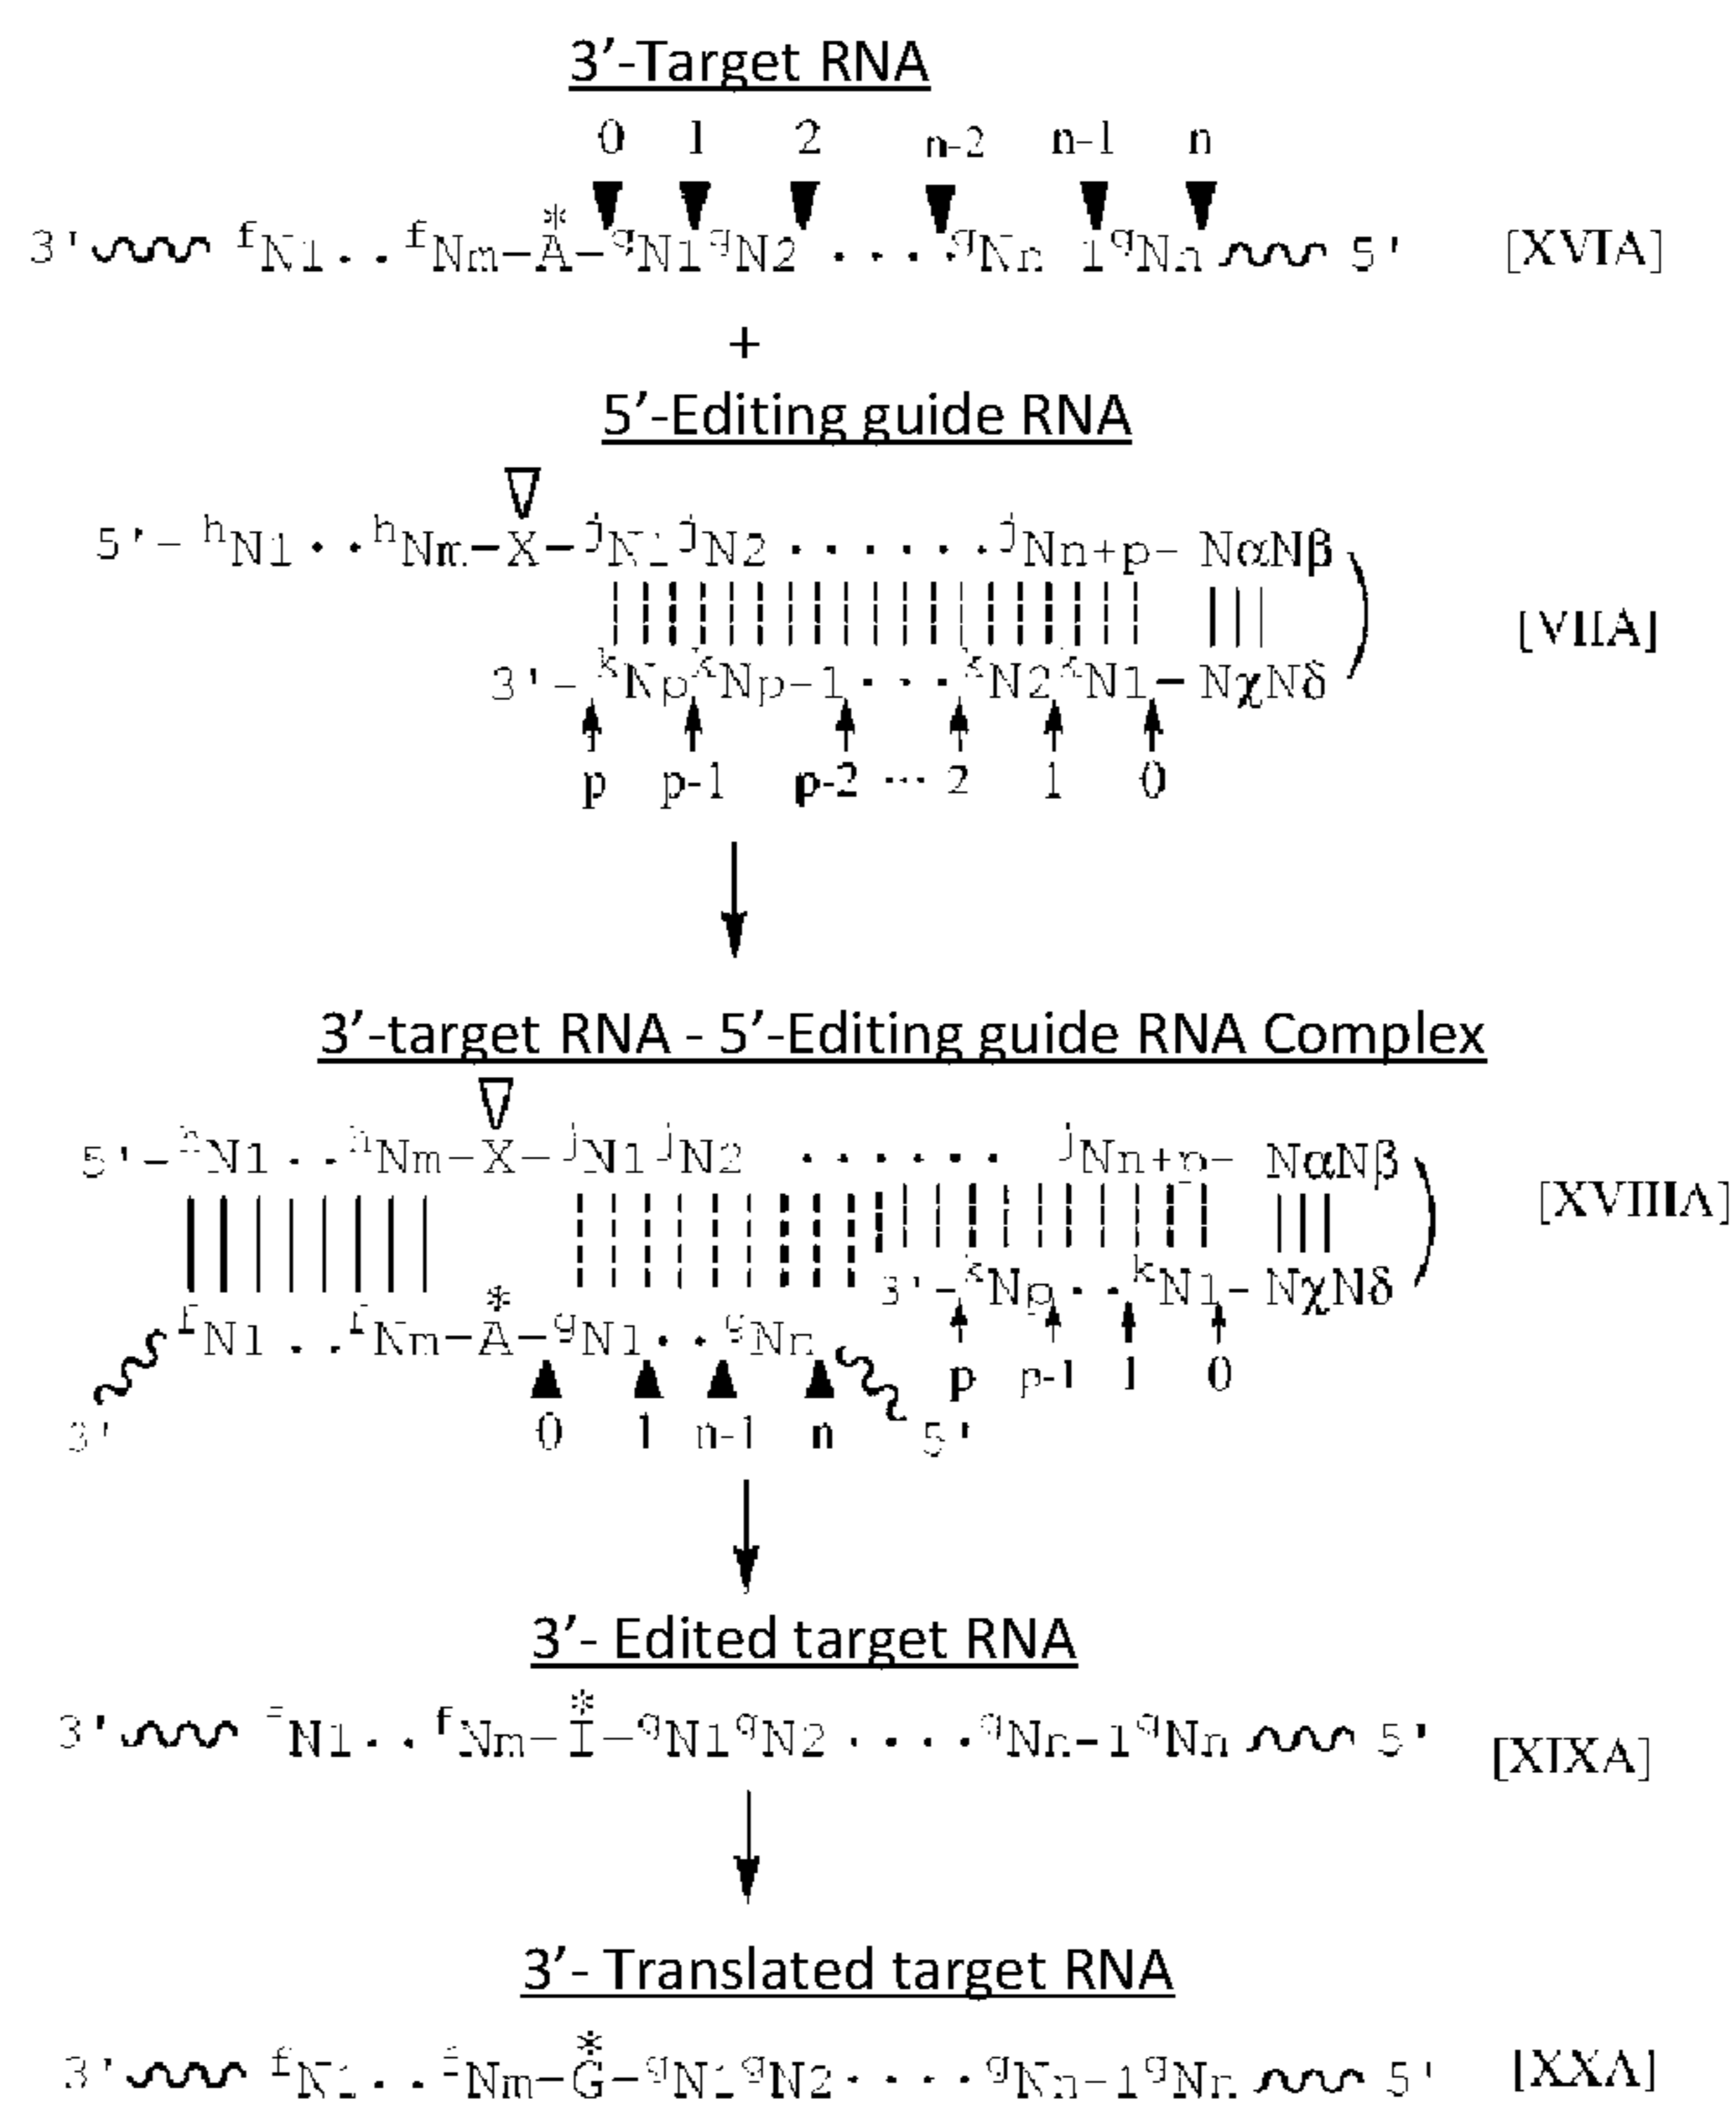 3’-Target RNA
0 1 2 n-2 n-1 n
3' fN1 . . fNm-A*-gN1gN2 . . . . gNn 1gNn 5' [XVIA]
+
5’-Editing guide RNA
5'- hN1 . . hNm-X-jN1jN2 . . . . . . . jNn+p- NαNβ
[VIIA]
3'- kNpkNp-1 . . . kN2kN1- NχNδ
p p-1 p-2 ... 2 1 0
3’-target RNA - 5’-Editing guide RNA Complex
5'-hN1 . . hNm-X-jN1jN2 . . . . . . jNn+p- NαNβ
[XVIIIA]
3'-kNp . . kN1-NχNδ
fN1 . . fNm-A*-gN1 . . gNn
p p-1 1 0
3' 0 1 n-1 n 5'
3’- Edited target RNA
3' fN1 . . fNm-I*-gN1gN2 . . . . gNn-1gNn 5' [XIXA]
3’- Translated target RNA
3' fN1 . . fNm-G*-gN1gN2 . . . . gNn-1gNn 5' [XXA]